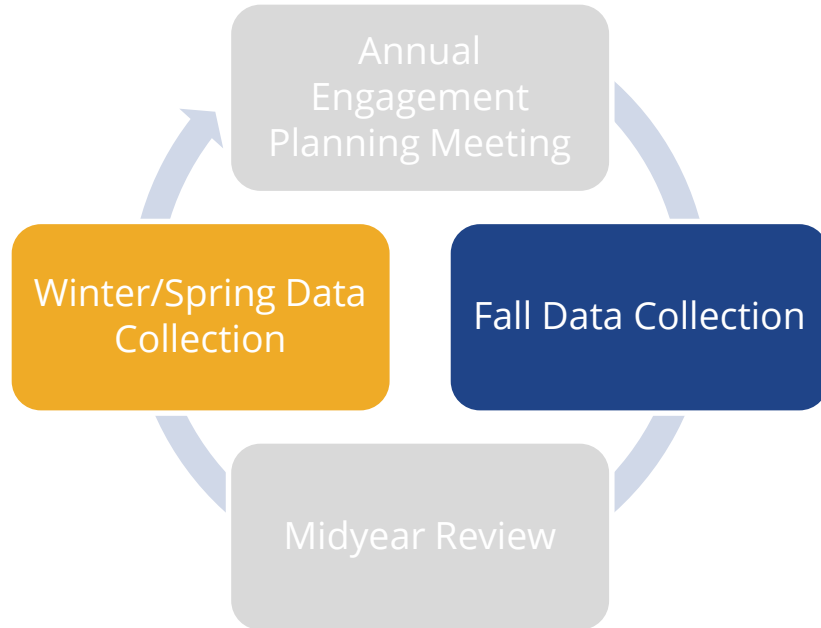 Annual
Engagement
Planning Meeting
Winter/Spring Data
Collection
Fall Data Collection
Midyear Review